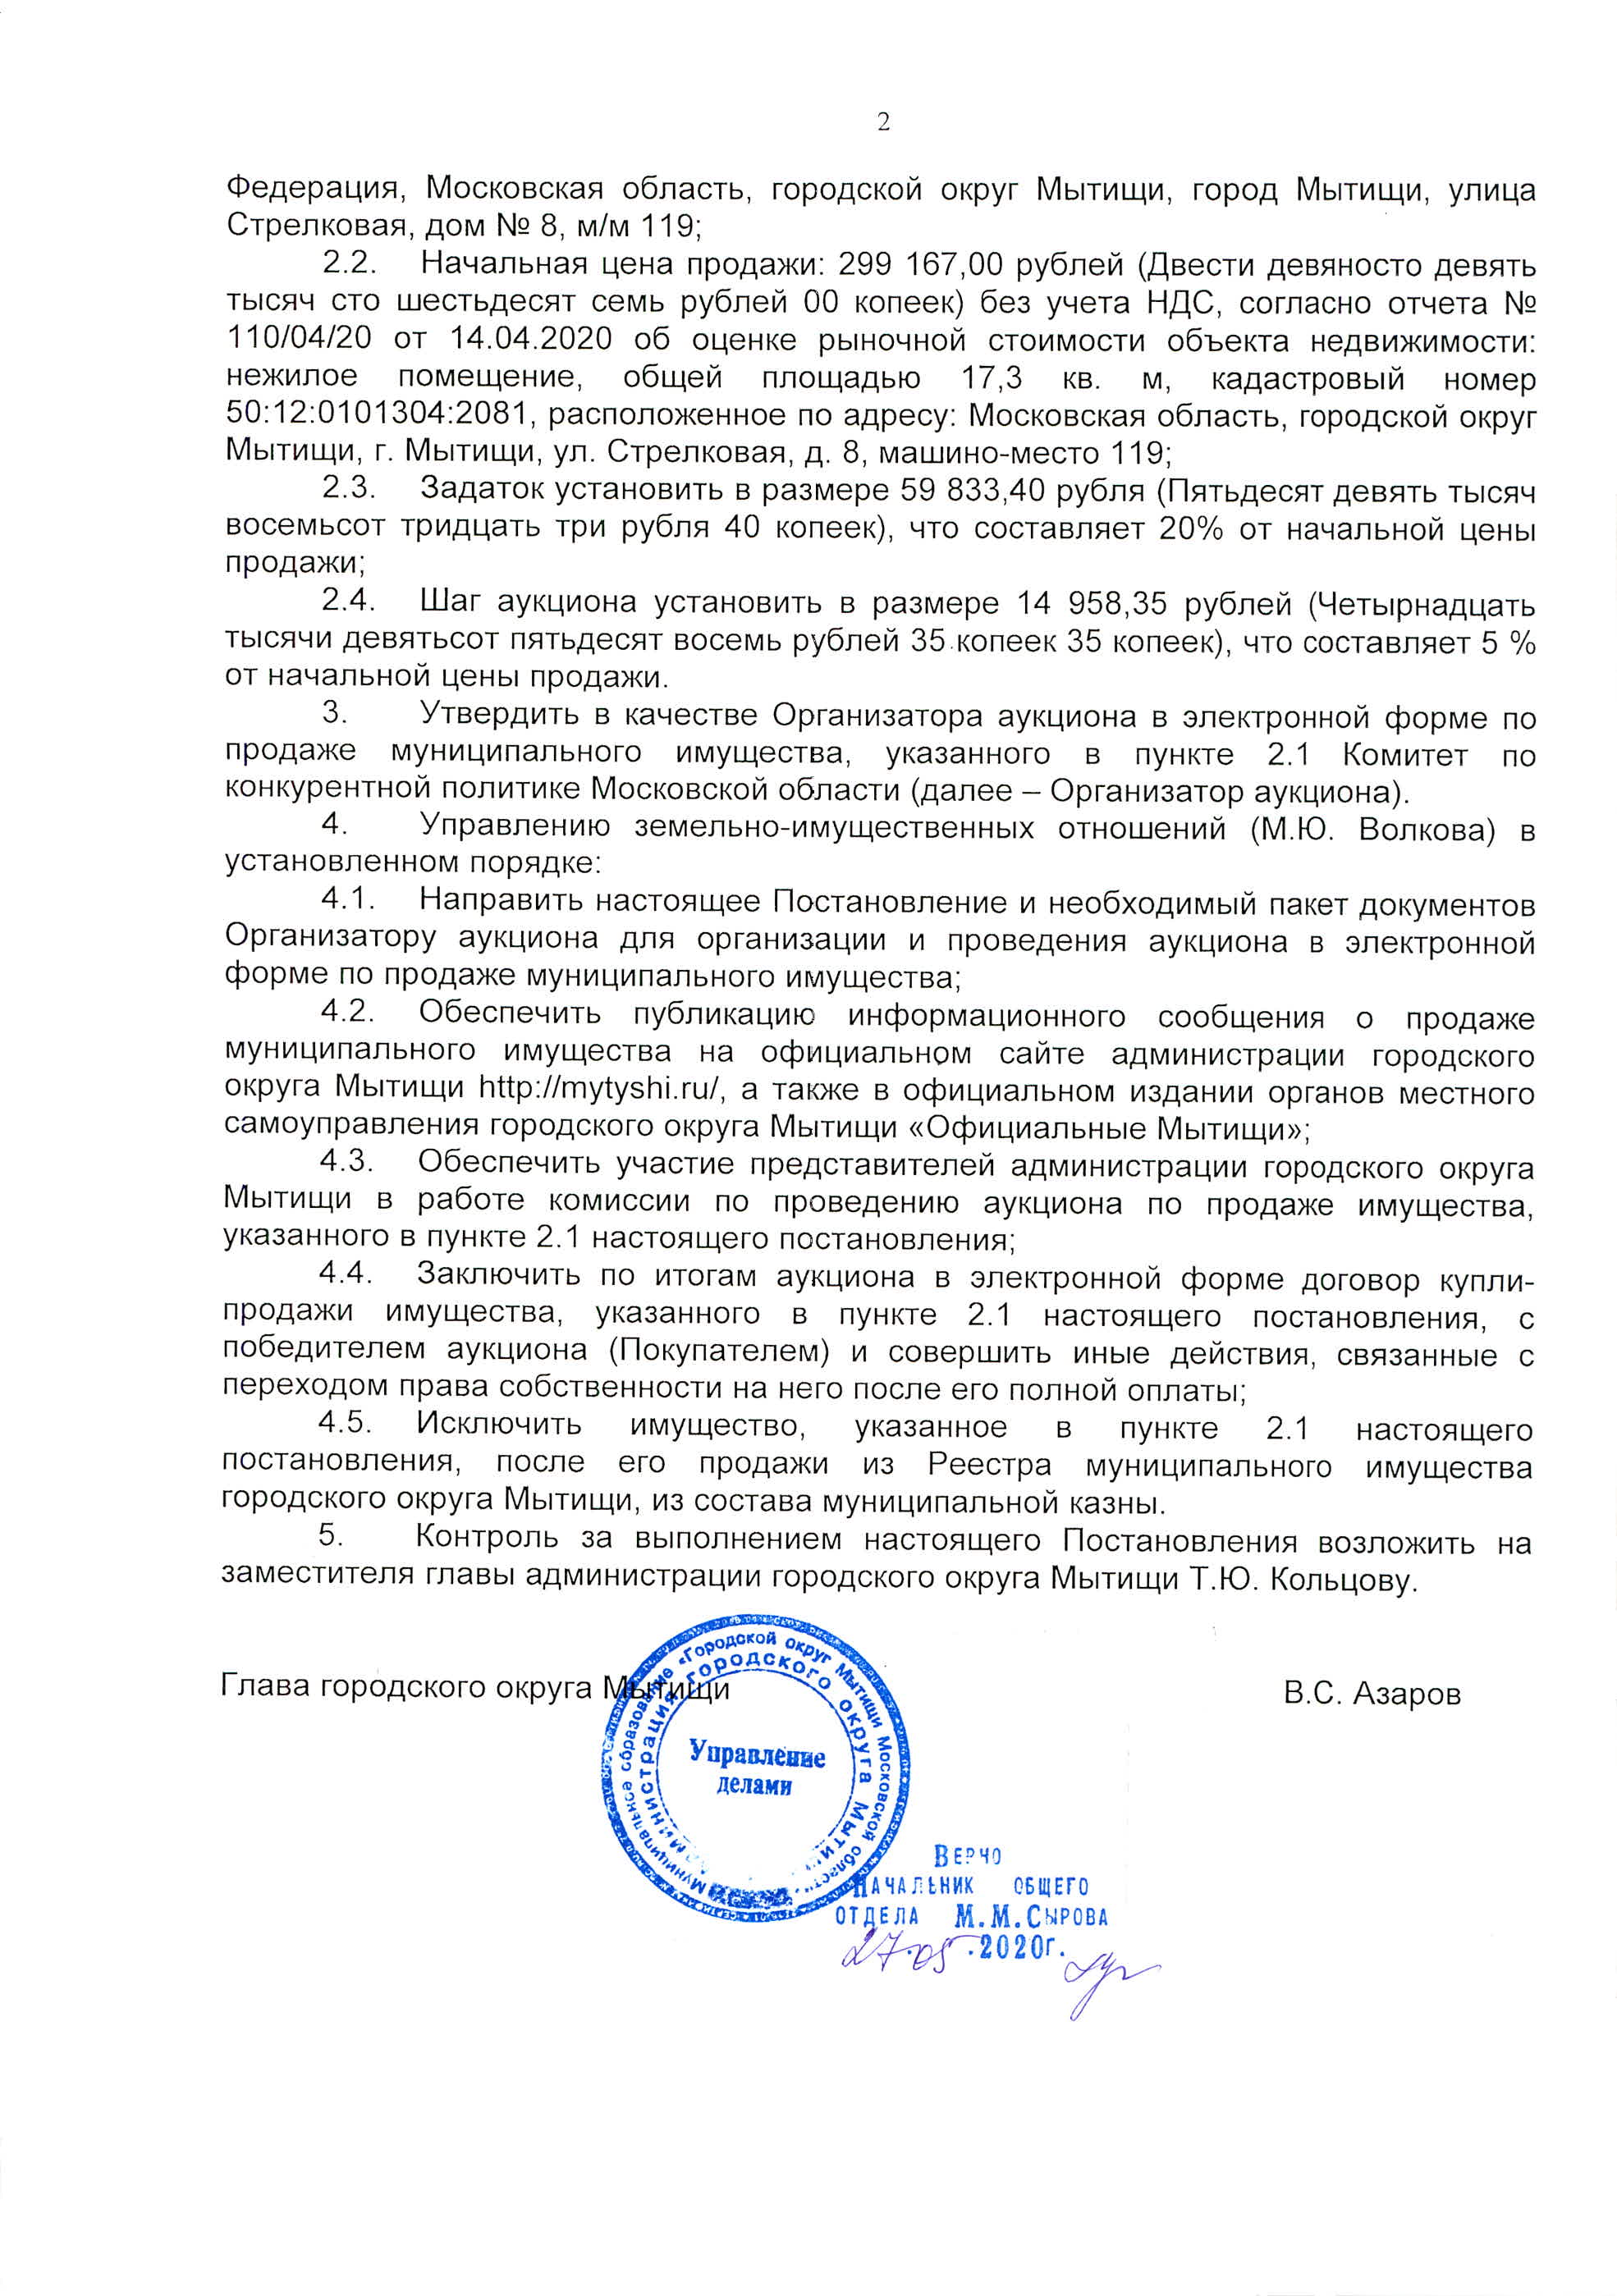 2
Федерация, Московская область, городской округ Мытищи, город Мытищи, улица
Стрелковая, дом № 8, м/м 119;
2.2. Начальная цена продажи: 299 167,00 рублей (Двести девяносто девять
тысяч сто шестьдесят семь рублей 00 копеек) без учета НДС, согласно отчета №
110/04/20 от 14.04.2020 об оценке рыночной стоимости объекта недвижимости:
нежилое помещение, общей площадью 17,3 кв. м, кадастровый номер
50:12:0101304:2081, расположенное по адресу: Московская область, городской округ
Мытищи, г. Мытищи, ул. Стрелковая, д. 8, машино-место 119;
2.3. Задаток установить в размере 59 833,40 рубля (Пятьдесят девять тысяч
восемьсот тридцать три рубля 40 копеек), что составляет 20% от начальной цены
продажи;
2.4. Шаг аукциона установить в размере 14 958,35 рублей (Четырнадцать
тысячи девятьсот пятьдесят восемь рублей 35 копеек 35 копеек), что составляет 5 %
от начальной цены продажи.
3. Утвердить в качестве Организатора аукциона в электронной форме по
продаже муниципального имущества, указанного в пункте 2.1 Комитет по
конкурентной политике Московской области (далее – Организатор аукциона).
4. Управлению земельно-имущественных отношений (М.Ю. Волкова) в
установленном порядке:
4.1. Направить настоящее Постановление и необходимый пакет документов
Организатору аукциона для организации и проведения аукциона в электронной
форме по продаже муниципального имущества;
4.2. Обеспечить публикацию информационного сообщения о продаже
муниципального имущества на официальном сайте администрации городского
округа Мытищи http://mytyshi.ru/, а также в официальном издании органов местного
самоуправления городского округа Мытищи «Официальные Мытищи»;
4.3. Обеспечить участие представителей администрации городского округа
Мытищи в работе комиссии по проведению аукциона по продаже имущества,
указанного в пункте 2.1 настоящего постановления;
4.4. Заключить по итогам аукциона в электронной форме договор купли-
продажи имущества, указанного в пункте 2.1 настоящего постановления, с
победителем аукциона (Покупателем) и совершить иные действия, связанные с
переходом права собственности на него после его полной оплаты;
4.5. Исключить имущество, указанное в пункте 2.1 настоящего
постановления, после его продажи из Реестра муниципального имущества
городского округа Мытищи, из состава муниципальной казны.
5. Контроль за выполнением настоящего Постановления возложить на
заместителя главы администрации городского округа Мытищи Т.Ю. Кольцову.
Глава городского округа Мытищи В.С. Азаров
Муниципальное образование «Городской округ Мытищи Московской области»
Администрация городского округа Мытищи
Управление
делами
ВЕРНО
НАЧАЛЬНИК ОБЩЕГО
ОТДЕЛА М.М.СЫРОВА
27.05.2020г.